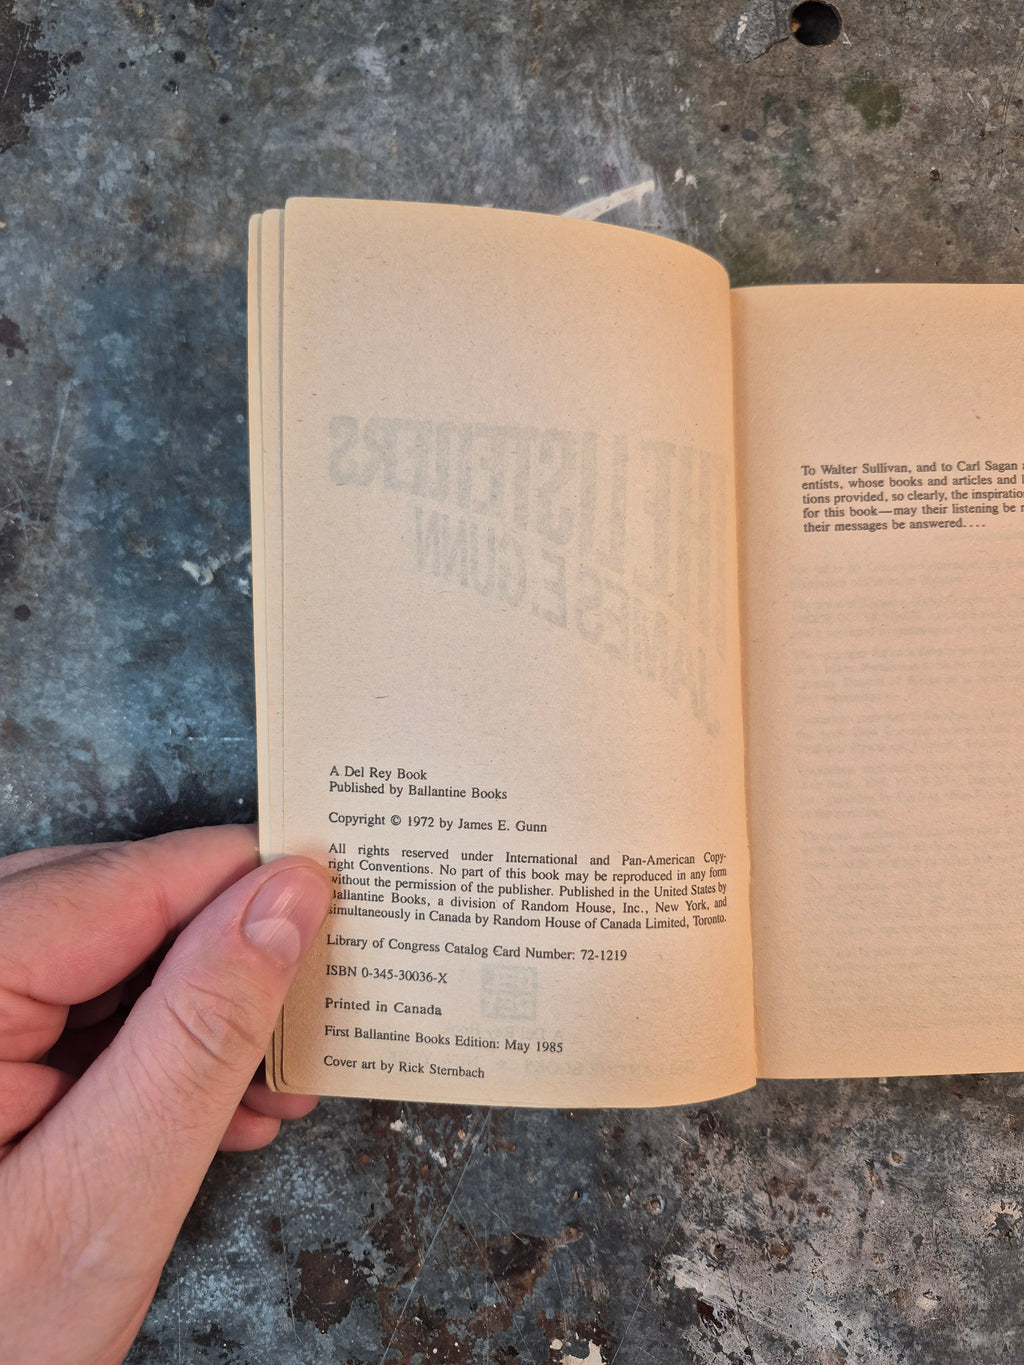 THE LISTENERS
JAMES E. GUNN
A Del Rey Book
Published by Ballantine Books
Copyright © 1972 by James E. Gunn
All rights reserved under International and Pan-American Copy-
right Conventions. No part of this book may be reproduced in any form
without the permission of the publisher. Published in the United States by
Ballantine Books, a division of Random House, Inc., New York, and
simultaneously in Canada by Random House of Canada Limited, Toronto.
Library of Congress Catalog Card Number: 72-1219
ISBN 0-345-30036-X
Printed in Canada
First Ballantine Books Edition: May 1985
Cover art by Rick Sternbach
To Walter Sullivan, and to Carl Sagan
entists, whose books and articles and
tions provided, so clearly, the inspiratio
for this book—may their listening be
their messages be answered. . . .